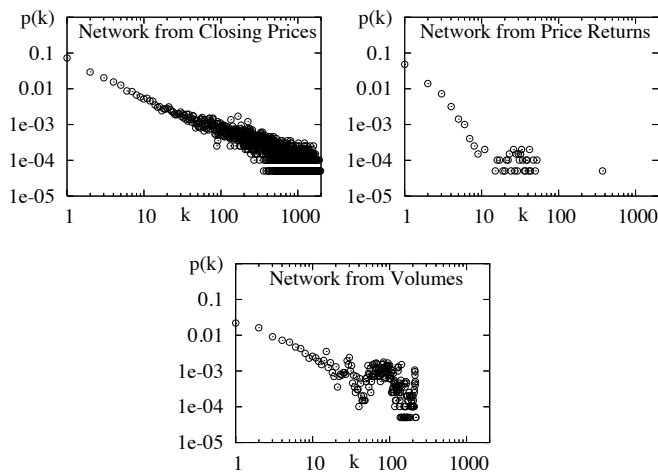 p(k)
Network from Closing Prices
0.1
0.01
1e-03
1e-04
1e-05
1 10 k 100 1000
p(k)
Network from Price Returns
0.1
0.01
1e-03
1e-04
1e-05
1 10 k 100 1000
p(k)
Network from Volumes
0.1
0.01
1e-03
1e-04
1e-05
1 10 k 100 1000